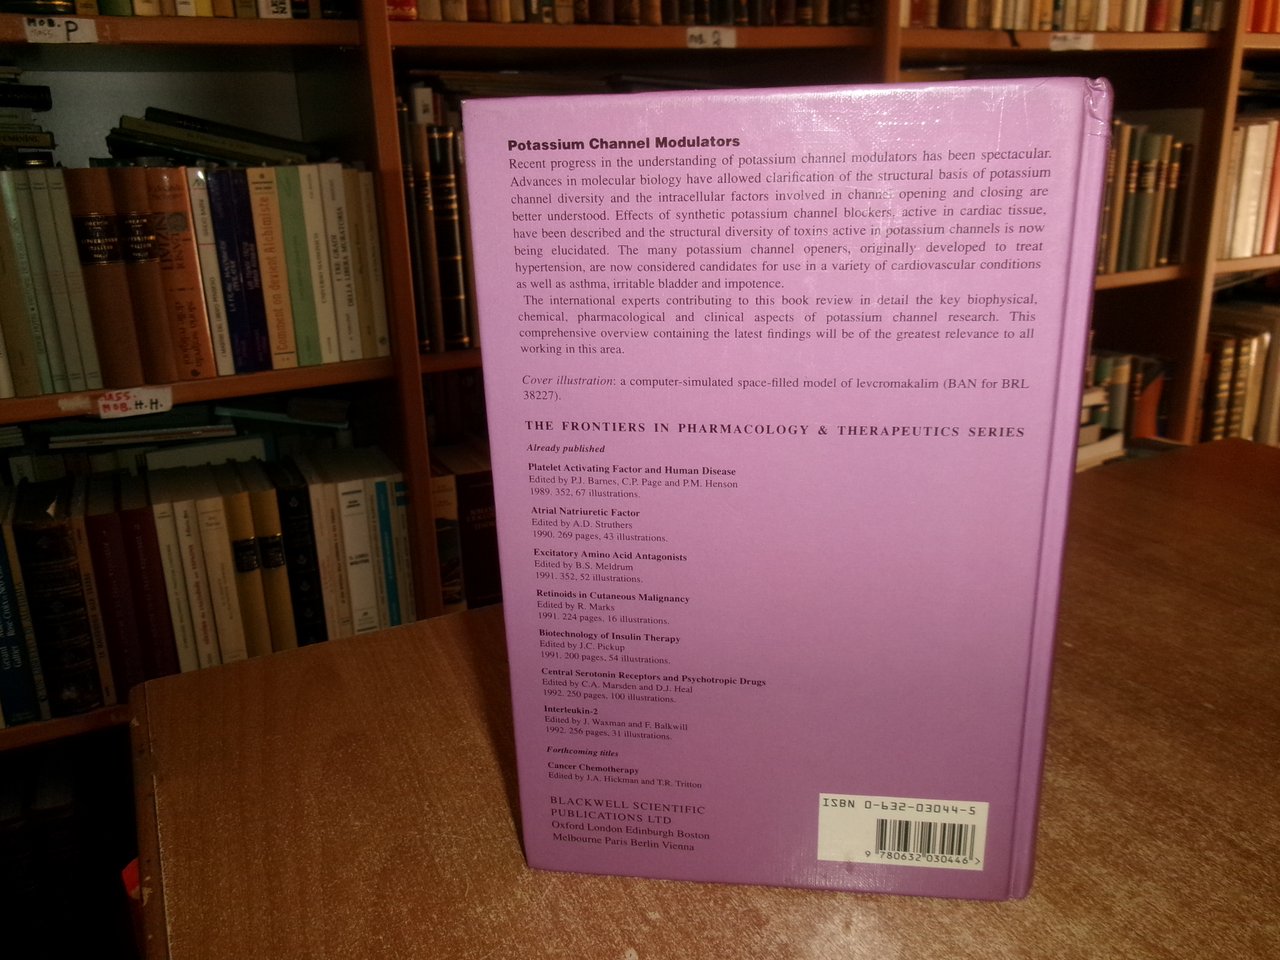 MOB. P
MASS.
Potassium Channel Modulators
Recent progress in the understanding of potassium channel modulators has been spectacular.
Advances in molecular biology have allowed clarification of the structural basis of potassium
channel diversity and the intracellular factors involved in channel opening and closing are
better understood. Effects of synthetic potassium channel blockers, active in cardiac tissue,
have been described and the structural diversity of toxins active in potassium channels is now
being elucidated. The many potassium channel openers, originally developed to treat
hypertension, are now considered candidates for use in a variety of cardiovascular conditions
as well as asthma, irritable bladder and impotence.
The international experts contributing to this book review in detail the key biophysical,
chemical, pharmacological and clinical aspects of potassium channel research. This
comprehensive overview containing the latest findings will be of the greatest relevance to all
working in this area.
Cover illustration: a computer-simulated space-filled model of levcromakalim (BAN for BRL
38227).
THE FRONTIERS IN PHARMACOLOGY & THERAPEUTICS SERIES
Already published
Platelet Activating Factor and Human Disease
Edited by P.J. Barnes, C.P. Page and P.M. Henson
1989. 352, 67 illustrations.
Atrial Natriuretic Factor
Edited by A.D. Struthers
1990. 269 pages, 43 illustrations.
Excitatory Amino Acid Antagonists
Edited by B.S. Meldrum
1991. 352, 52 illustrations.
Retinoids in Cutaneous Malignancy
Edited by R. Marks
1991. 224 pages, 16 illustrations.
Biotechnology of Insulin Therapy
Edited by J.C. Pickup
1991. 200 pages, 54 illustrations.
Central Serotonin Receptors and Psychotropic Drugs
Edited by C.A. Marsden and D.J. Heal
1992. 250 pages, 100 illustrations.
Interleukin-2
Edited by J. Waxman and F. Balkwill
1992. 256 pages, 31 illustrations.
Forthcoming titles
Cancer Chemotherapy
Edited by J.A. Hickman and T.R. Tritton
BLACKWELL SCIENTIFIC
PUBLICATIONS LTD
Oxford London Edinburgh Boston
Melbourne Paris Berlin Vienna
ISBN 0-632-03044-5
9 780632 030446 >
MASS.
MOB. H.H.
Comment on devient Alchimiste